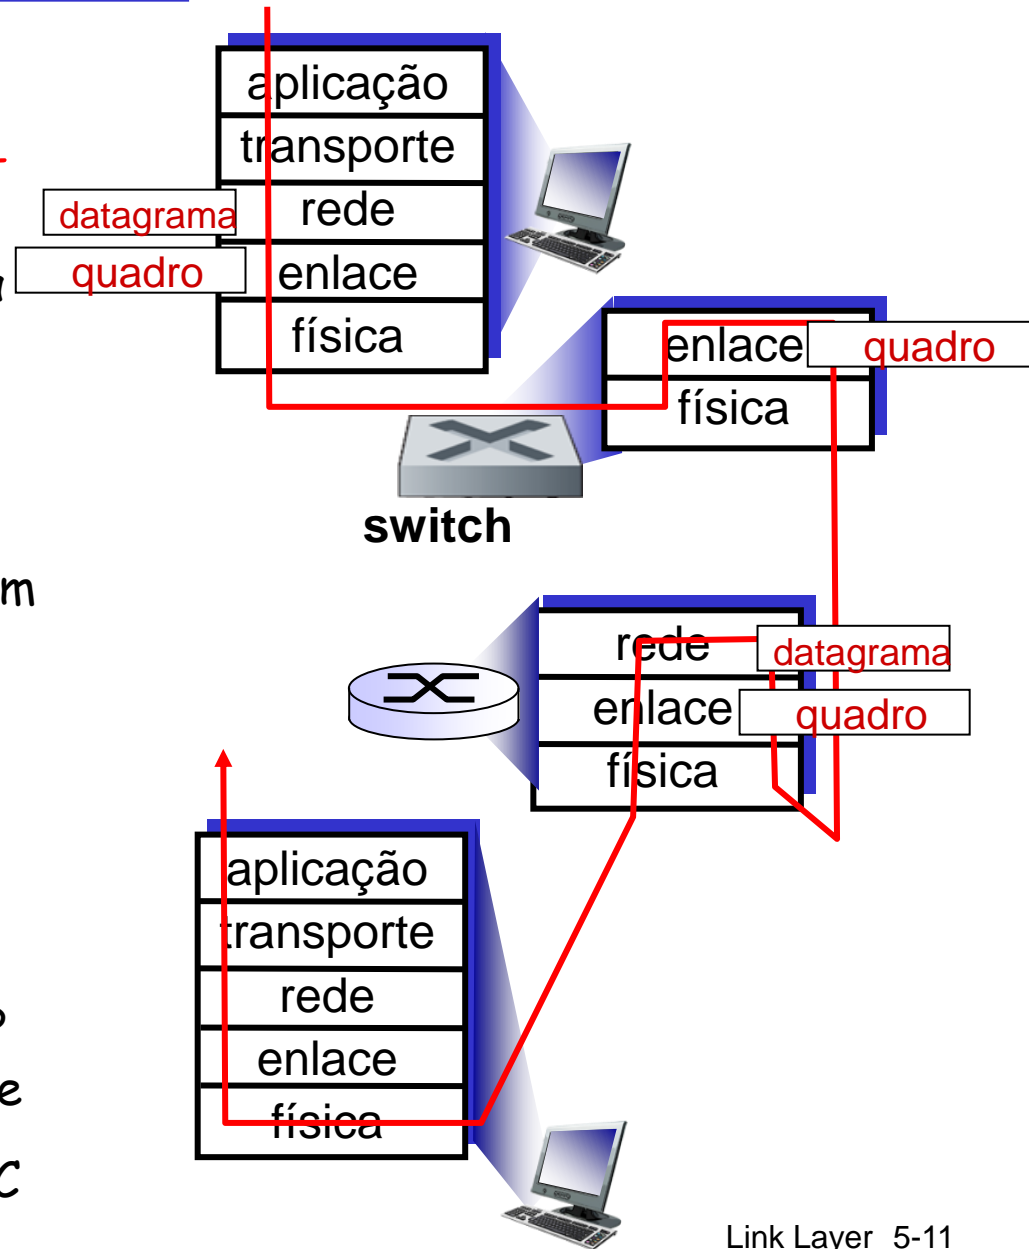 aplicação
transporte
datagrama rede
quadro enlace
física
enlace quadro
física
switch
m
rede datagrama
enlace quadro
física
aplicação
transporte
rede
enlace
e
física
C
Link Layer 5-11